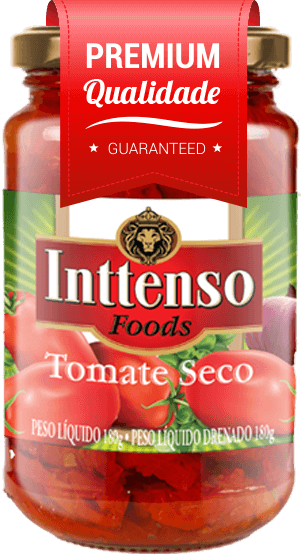 PREMIUM
Qualidade
★ GUARANTEED ★
Inttenso
Foods
Tomate Seco
PESO LÍQUIDO 180g • PESO LÍQUIDO DRENADO 180g